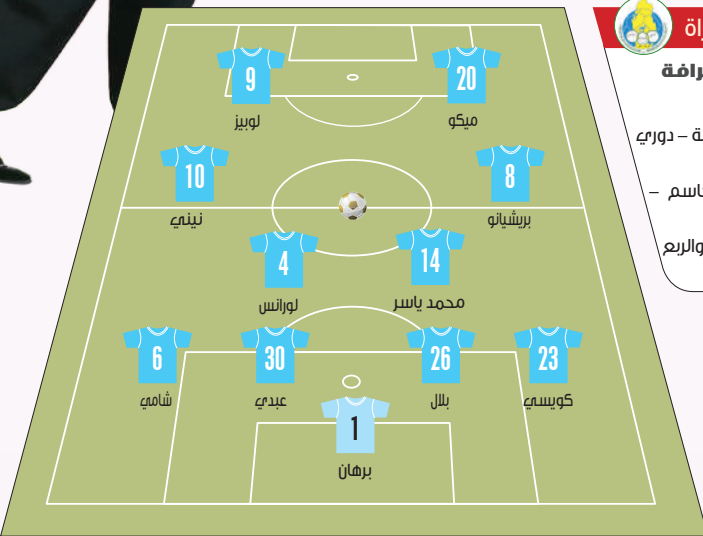 راة
رافة
ة – دوري
كاسم –
والربع
20
9
ميكو
لوبيز
8
10
بريشيانو
نيني
14
4
محمد ياسر
لورانس
23
26
30
6
كويسي
بلال
عبدي
شامي
1
برهان